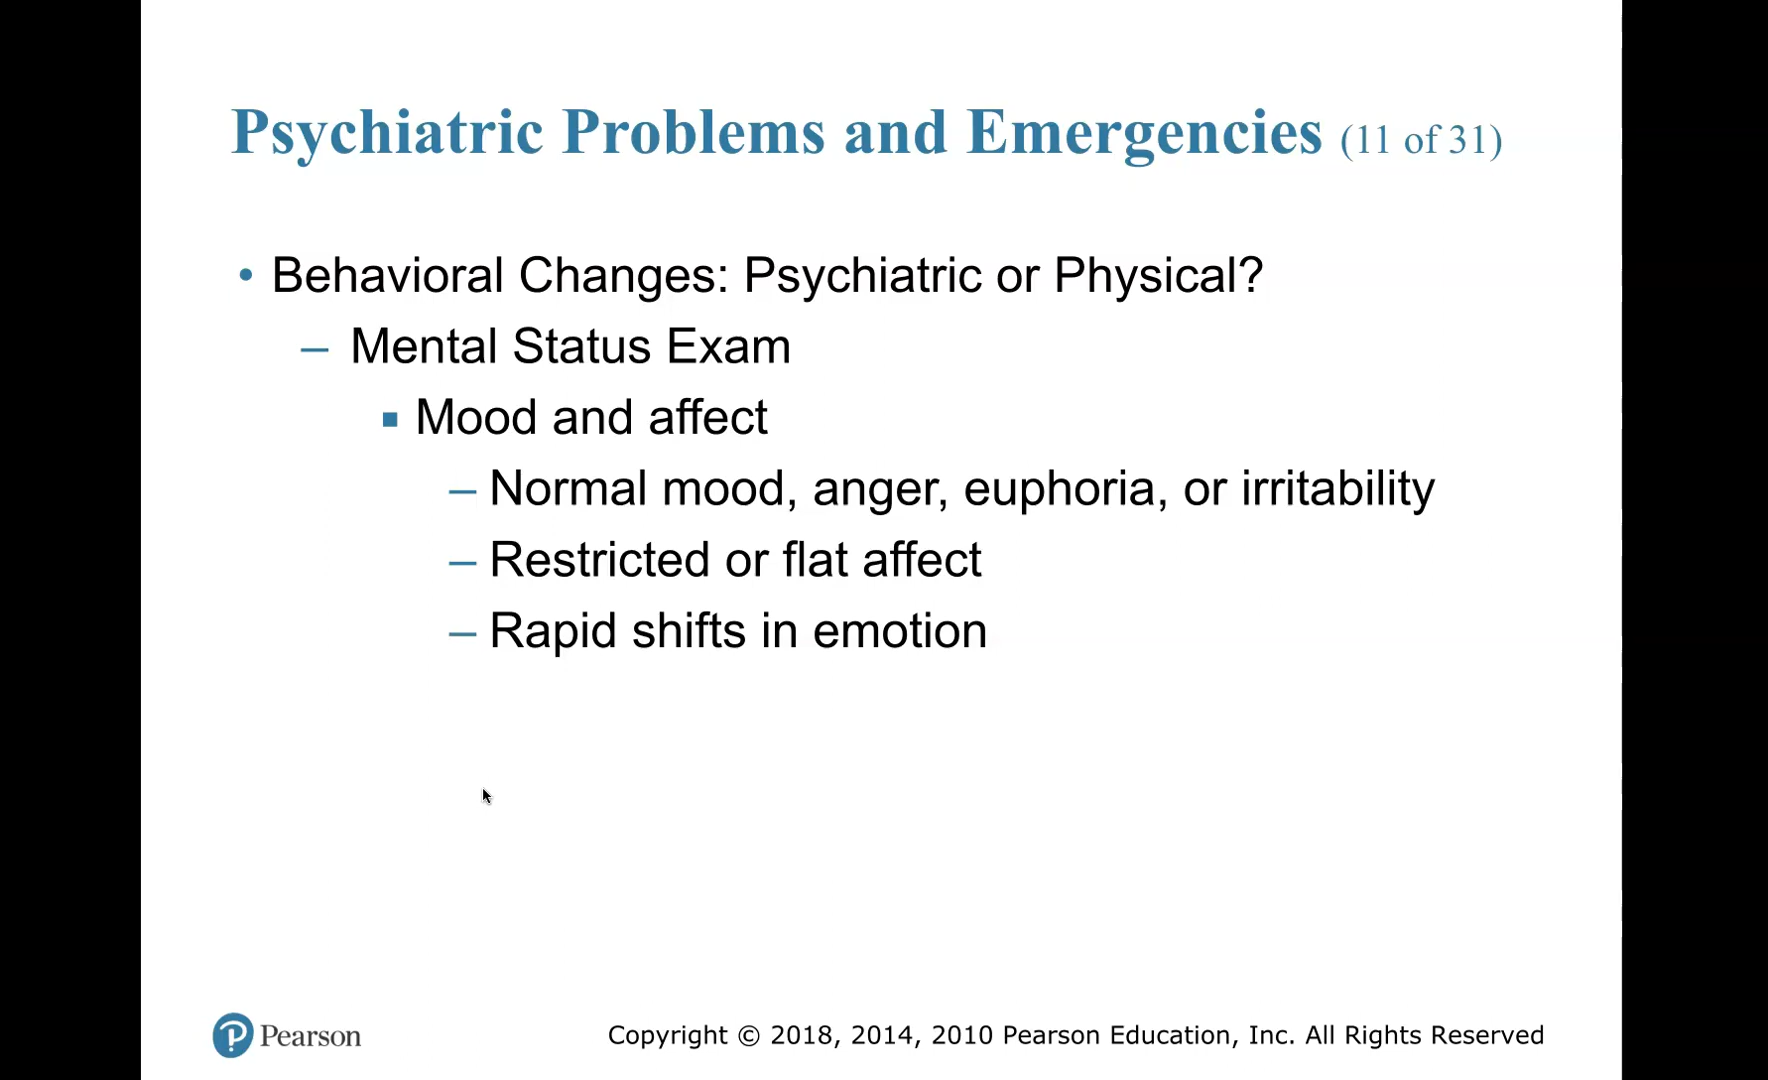 Psychiatric Problems and Emergencies (11 of 31)
• Behavioral Changes: Psychiatric or Physical?
– Mental Status Exam
▪ Mood and affect
– Normal mood, anger, euphoria, or irritability
– Restricted or flat affect
– Rapid shifts in emotion
Pearson
Copyright © 2018, 2014, 2010 Pearson Education, Inc. All Rights Reserved